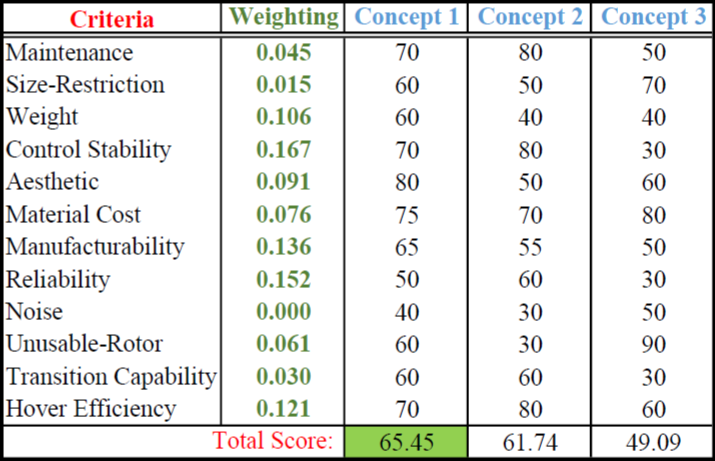 Criteria Weighting Concept 1 Concept 2 Concept 3
Maintenance 0.045 70 80 50
Size-Restriction 0.015 60 50 70
Weight 0.106 60 40 40
Control Stability 0.167 70 80 30
Aesthetic 0.091 80 50 60
Material Cost 0.076 75 70 80
Manufacturability 0.136 65 55 50
Reliability 0.152 50 60 30
Noise 0.000 40 30 50
Unusable-Rotor 0.061 60 30 90
Transition Capability 0.030 60 60 30
Hover Efficiency 0.121 70 80 60
Total Score: 65.45 61.74 49.09